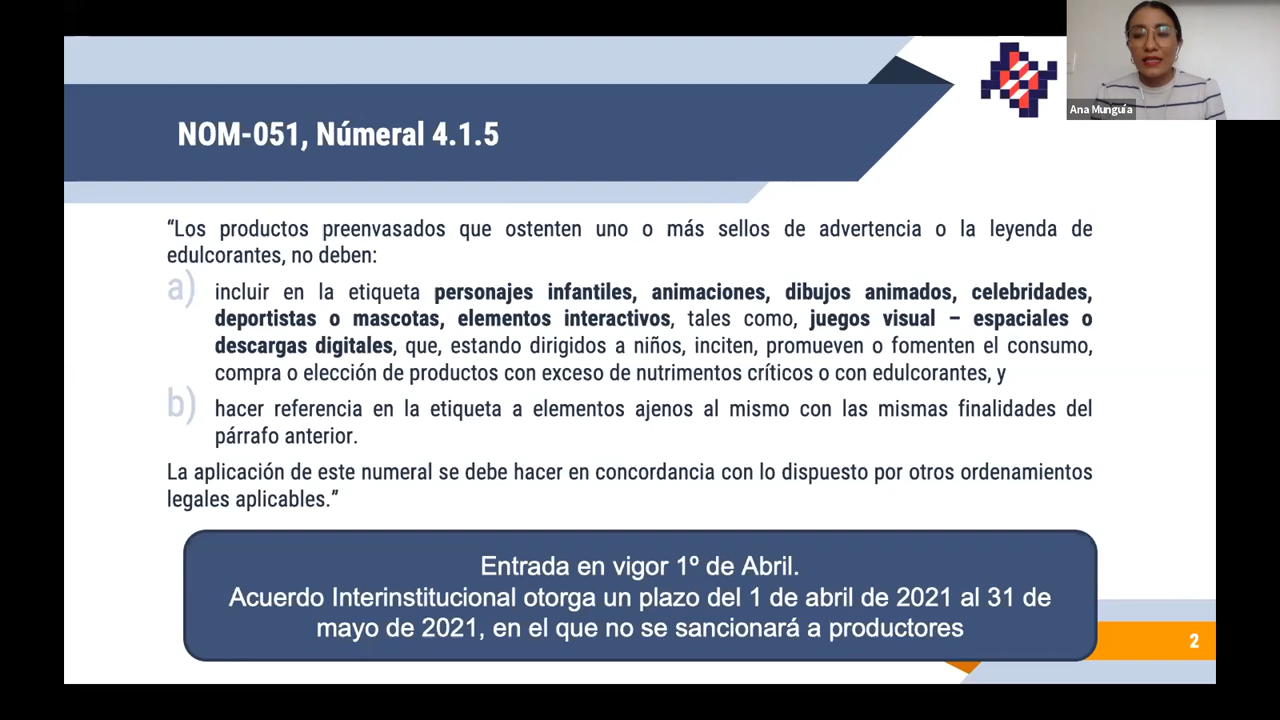 Ana Munguía
NOM-051, Númeral 4.1.5
“Los productos preenvasados que ostenten uno o más sellos de advertencia o la leyenda de
edulcorantes, no deben:
a) incluir en la etiqueta personajes infantiles, animaciones, dibujos animados, celebridades,
deportistas o mascotas, elementos interactivos, tales como, juegos visual – espaciales o
descargas digitales, que, estando dirigidos a niños, inciten, promueven o fomenten el consumo,
compra o elección de productos con exceso de nutrimentos críticos o con edulcorantes, y
b) hacer referencia en la etiqueta a elementos ajenos al mismo con las mismas finalidades del
párrafo anterior.
La aplicación de este numeral se debe hacer en concordancia con lo dispuesto por otros ordenamientos
legales aplicables.”
Entrada en vigor 1º de Abril.
Acuerdo Interinstitucional otorga un plazo del 1 de abril de 2021 al 31 de
mayo de 2021, en el que no se sancionará a productores
2